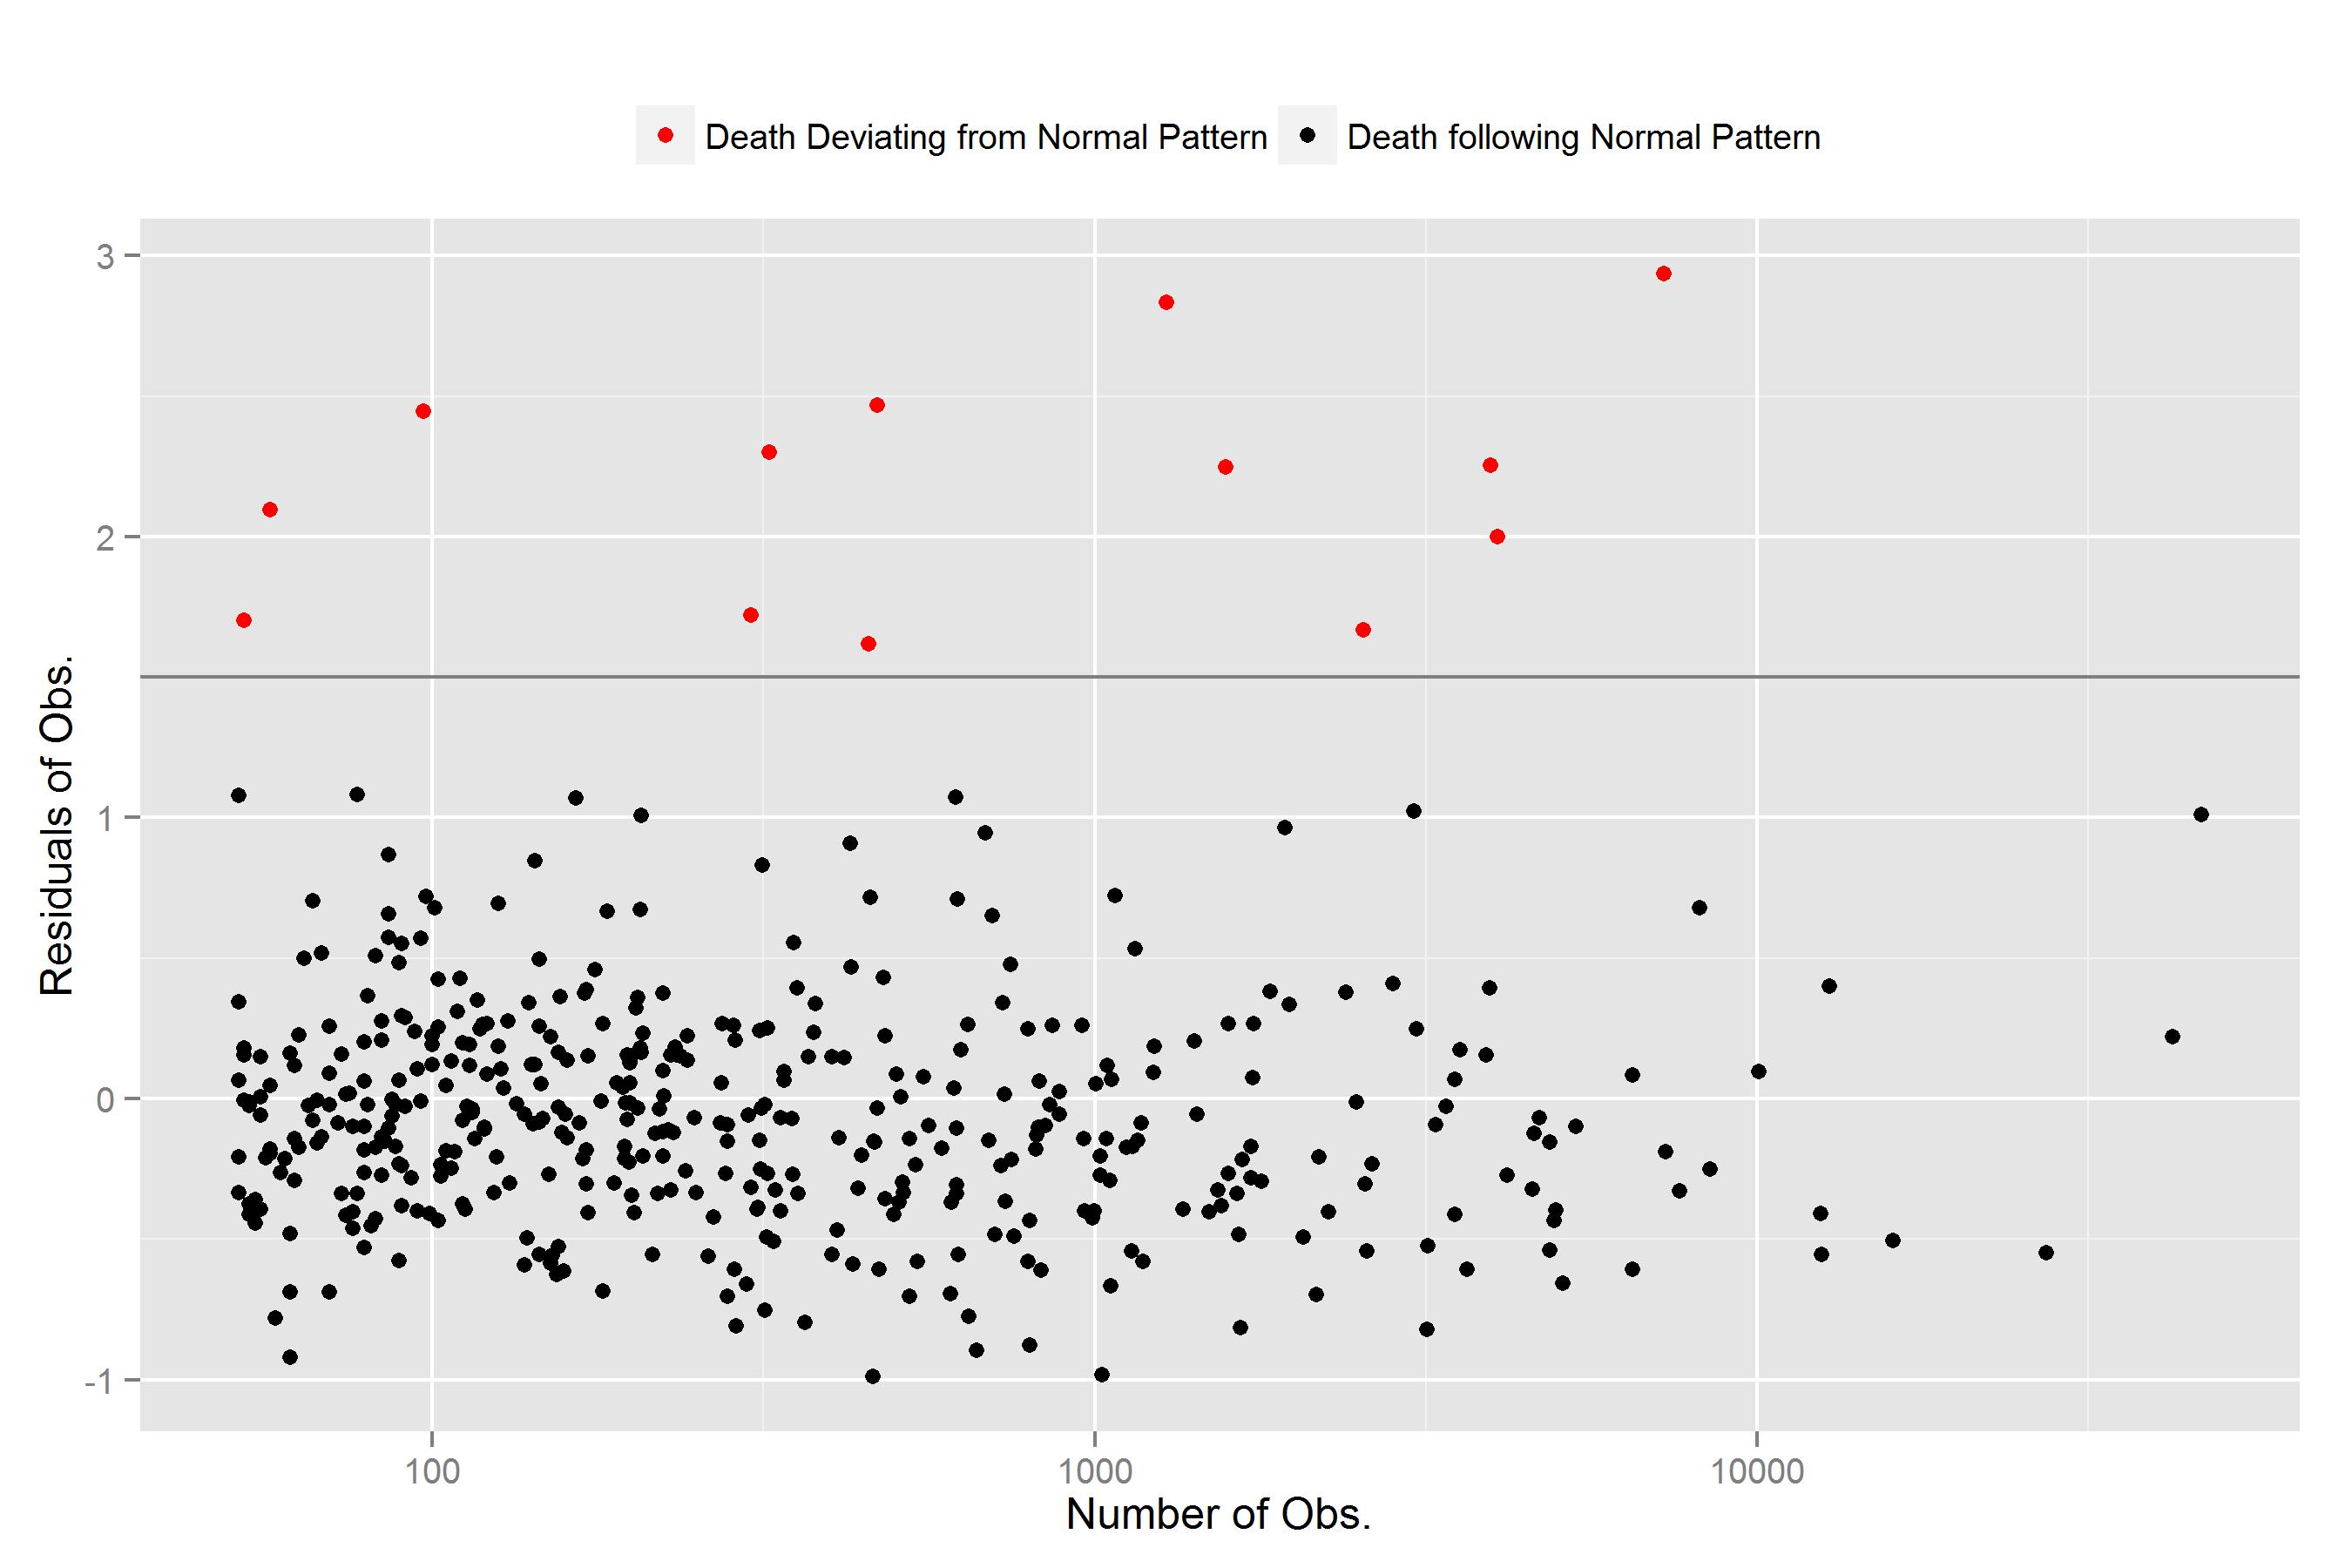 Death Deviating from Normal Pattern Death following Normal Pattern
3
2
1
0
-1
Residuals of Obs.
100 1000 10000
Number of Obs.